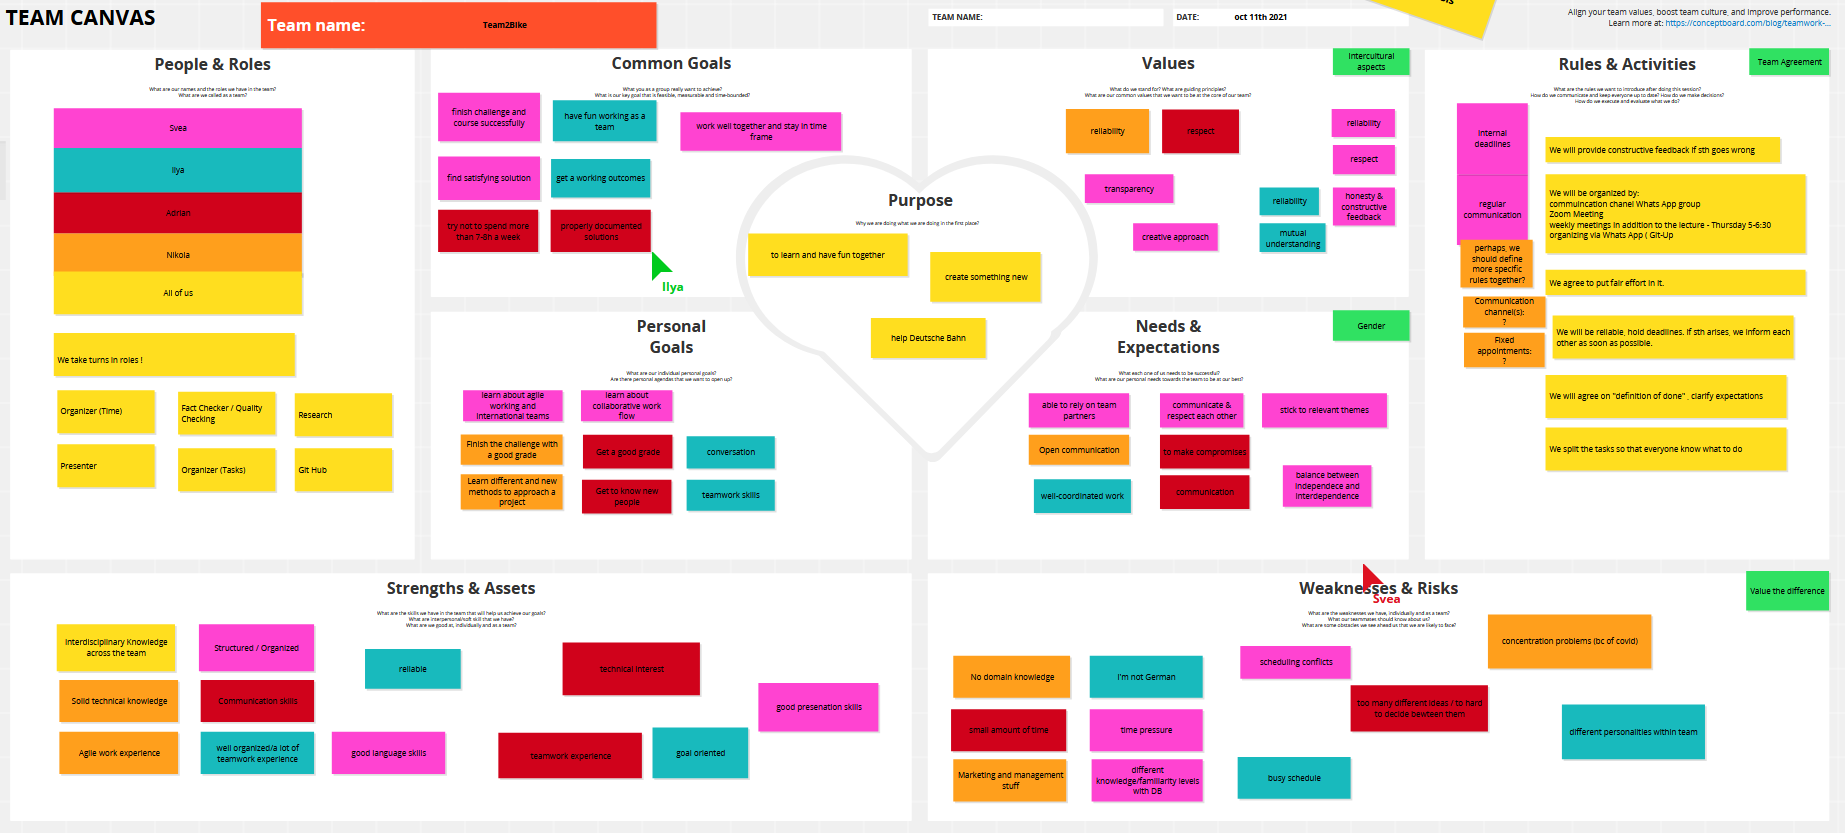 TEAM CANVAS
Team name:
Team2Bike
TEAM NAME:
DATE:
oct 11th 2021
Align your team values, boost team culture, and improve performance.
Learn more at: https://conceptboard.com/blog/teamwork-...
People & Roles
What are our names and the roles we have in the team?
What are we called as a team?
Svea
Ilya
Adrian
Nikola
All of us
We take turns in roles !
Organizer (Time)
Fact Checker / Quality
Checking
Research
Presenter
Organizer (Tasks)
Git Hub
Common Goals
What you as a group really want to achieve?
What is our key goal that is feasible, measurable and time-bounded?
finish challenge and
course successfully
have fun working as a
team
work well together and stay in time
frame
find satisfying solution
get a working outcomes
try not to spend more
than 7-8h a week
properly documented
solutions
Ilya
Purpose
Why we are doing what we are doing in the first place?
to learn and have fun together
create something new
help Deutsche Bahn
Values
Intercultural
aspects
What do we stand for? What are guiding principles?
What are our common values that we want to be at the core of our team?
reliability
respect
reliability
respect
transparency
reliability
honesty &
constructive
feedback
creative approach
mutual
understanding
Rules & Activities
Team Agreement
What are the rules we want to introduce after doing this session?
How do we communicate and keep everyone up to date? How do we make decisions?
How do we execute and evaluate what we do?
Internal
deadlines
regular
communication
perhaps, we
should define
more specific
rules together?
Communication
channel(s):
?
Fixed
appointments:
?
We will provide constructive feedback if sth goes wrong
We will be organized by:
commuincation chanel Whats App group
Zoom Meeting
weekly meetings in addition to the lecture - Thursday 5-6:30
organizing via Whats App ( Git-Up
We agree to put fair effort in it.
We will be reliable, hold deadlines. If sth arises, we inform each
other as soon as possible.
We will agree on "definition of done" , clarify expectations
We split the tasks so that everyone know what to do
Personal
Goals
What are our individual personal goals?
Are there personal agendas that we want to open up?
learn about agile
working and
international teams
learn about
collaborative work
flow
Finish the challenge with
a good grade
Get a good grade
conversation
Learn different and new
methods to approach a
project
Get to know new
people
teamwork skills
Needs &
Expectations
Gender
What each one of us needs to be successful?
What are our personal needs towards the team to be at our best?
able to rely on team
partners
communicate &
respect each other
stick to relevant themes
Open communication
to make compromises
well-coordinated work
communication
balance between
independece and
interdependence
Strengths & Assets
What are the skills we have in the team that will help us achieve our goals?
What are interpersonal/soft skill that we have?
What are we good at, individually and as a team?
Interdisciplinary Knowledge
across the team
Structured / Organized
reliable
technical interest
Solid technical knowledge
Communication skills
good presenation skills
Agile work experience
well organized/a lot of
teamwork experience
good language skills
teamwork experience
goal oriented
Weaknesses & Risks
Svea
Value the difference
What are the weaknesses we have, individually and as a team?
What our teammates should know about us?
What are some obstacles we see ahead us that we are likely to face?
concentration problems (bc of covid)
No domain knowledge
I'm not German
scheduling conflicts
small amount of time
time pressure
too many different ideas / to hard
to decide bewteen them
different personalities within team
Marketing and management
stuff
different
knowledge/familiarity levels
with DB
busy schedule